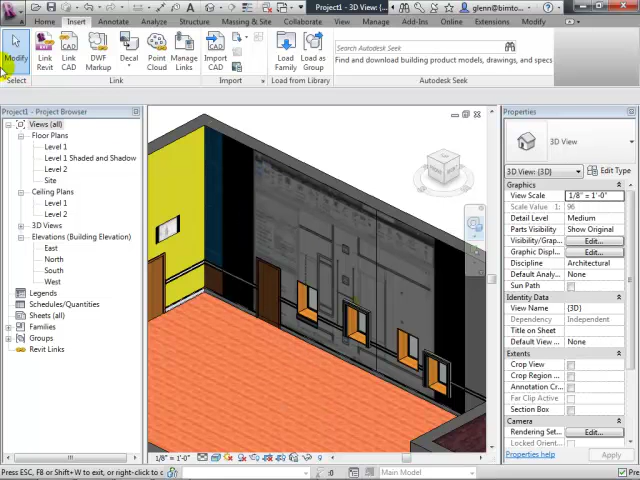 Project1 - 3D View: {3D}
glenn@bimto
Home Insert Annotate Analyze Structure Massing & Site Collaborate View Manage Add-Ins Modify
Modify
Link Revit
Link CAD
DWF Markup
Decal
Point Cloud
Manage Links
Import CAD
Load Family
Load as Group
Search Autodesk Seek
Find and download building product models, drawings, and specs
Select
Link
Import
Load from Library
Autodesk Seek
Project1 - Project Browser
Views (all)
Floor Plans
Level 1
Level 1 Shaded and Shadow
Level 2
Site
Ceiling Plans
Level 1
Level 2
3D Views
Elevations (Building Elevation)
East
North
South
West
Legends
Schedules/Quantities
Sheets (all)
Families
Groups
Revit Links
Properties
3D View
3D View: {3D}
Edit Type
Graphics
View Scale 1/8" = 1'-0"
Scale Value 1: 96
Detail Level Medium
Parts Visibility Show Original
Visibility/Grap... Edit...
Graphic Displ... Edit...
Discipline Architectural
Default Analy... None
Sun Path
Identity Data
View Name {3D}
Dependency Independent
Title on Sheet
Default View ... None
Extents
Crop View
Crop Region ...
Annotation Cr...
Far Clip Active
Section Box
Camera
Rendering Set... Edit...
Locked Orient...
Properties help
Apply
1/8" = 1'-0"
Press ESC, F8 or Shift+W to exit, or right-click to c
:0
Main Model
Pre